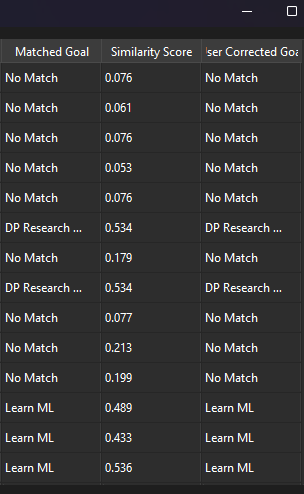 Matched Goal Similarity Score ser Corrected Goa
No Match 0.076 No Match
No Match 0.061 No Match
No Match 0.076 No Match
No Match 0.053 No Match
No Match 0.076 No Match
DP Research ... 0.534 DP Research ...
No Match 0.179 No Match
DP Research ... 0.534 DP Research ...
No Match 0.077 No Match
No Match 0.213 No Match
No Match 0.199 No Match
Learn ML 0.489 Learn ML
Learn ML 0.433 Learn ML
Learn ML 0.536 Learn ML